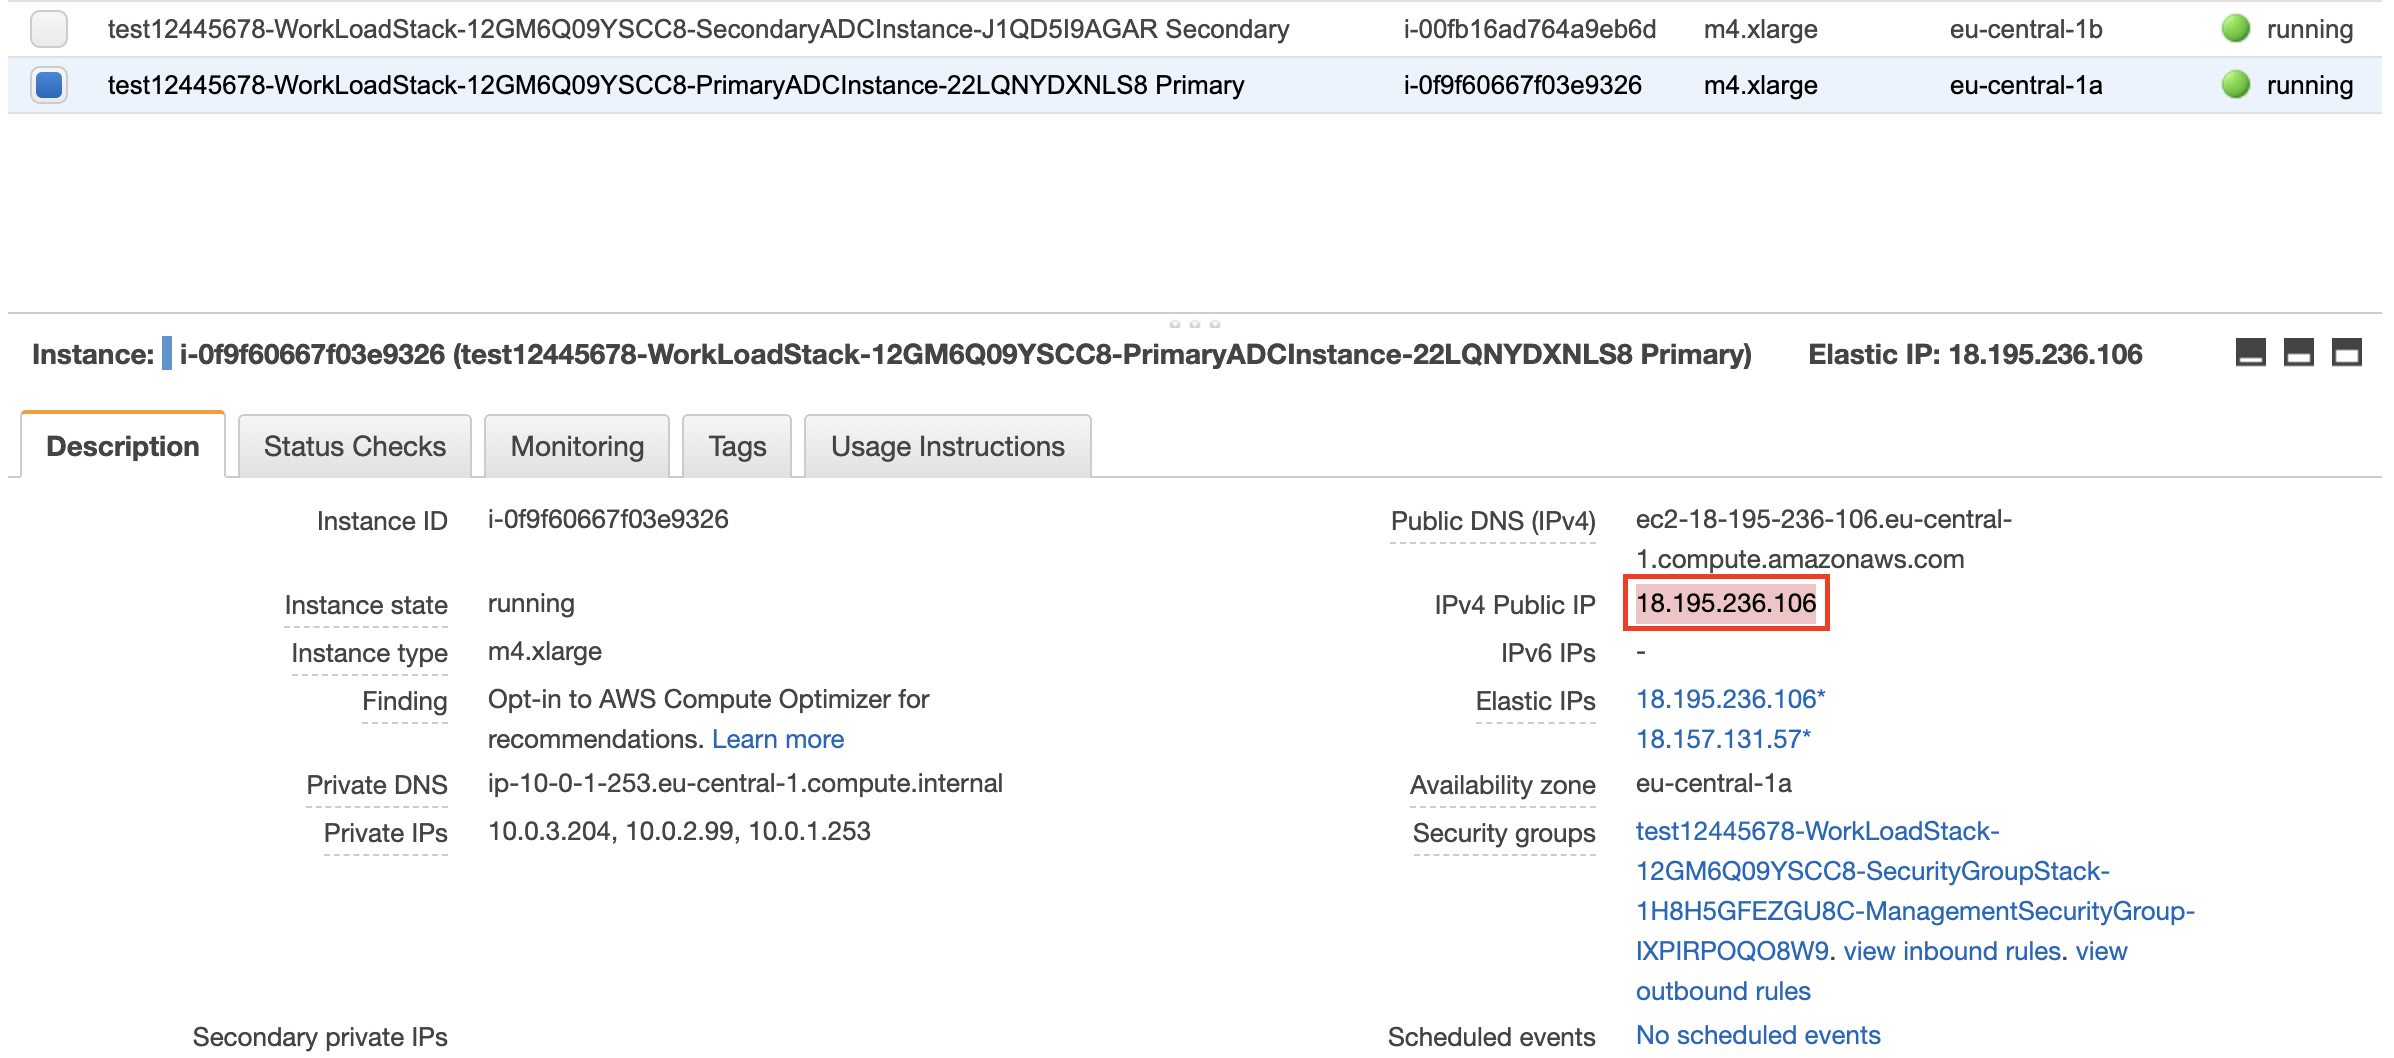 test12445678-WorkLoadStack-12GM6Q09YSCC8-SecondaryADCInstance-J1QD5I9AGAR Secondary i-00fb16ad764a9eb6d m4.xlarge eu-central-1b running
test12445678-WorkLoadStack-12GM6Q09YSCC8-PrimaryADCInstance-22LQNYDXNLS8 Primary i-0f9f60667f03e9326 m4.xlarge eu-central-1a running
Instance: i-0f9f60667f03e9326 (test12445678-WorkLoadStack-12GM6Q09YSCC8-PrimaryADCInstance-22LQNYDXNLS8 Primary) Elastic IP: 18.195.236.106
Description Status Checks Monitoring Tags Usage Instructions
Instance ID i-0f9f60667f03e9326
Instance state running
Instance type m4.xlarge
Finding Opt-in to AWS Compute Optimizer for
recommendations. Learn more
Private DNS ip-10-0-1-253.eu-central-1.compute.internal
Private IPs 10.0.3.204, 10.0.2.99, 10.0.1.253
Secondary private IPs
Public DNS (IPv4) ec2-18-195-236-106.eu-central-
1.compute.amazonaws.com
IPv4 Public IP 18.195.236.106
IPv6 IPs -
Elastic IPs 18.195.236.106*
18.157.131.57*
Availability zone eu-central-1a
Security groups test12445678-WorkLoadStack-
12GM6Q09YSCC8-SecurityGroupStack-
1H8H5GFEZGU8C-ManagementSecurityGroup-
IXPIRPOQO8W9. view inbound rules. view
outbound rules
Scheduled events No scheduled events